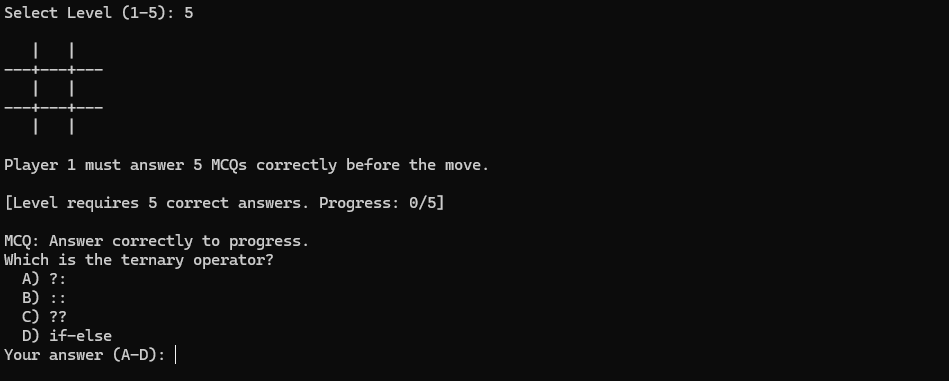 Select Level (1-5): 5
   |   |
---+---+---
   |   |
---+---+---
   |   |
Player 1 must answer 5 MCQs correctly before the move.
[Level requires 5 correct answers. Progress: 0/5]
MCQ: Answer correctly to progress.
Which is the ternary operator?
  A) ?:
  B) ::
  C) ??
  D) if-else
Your answer (A-D):